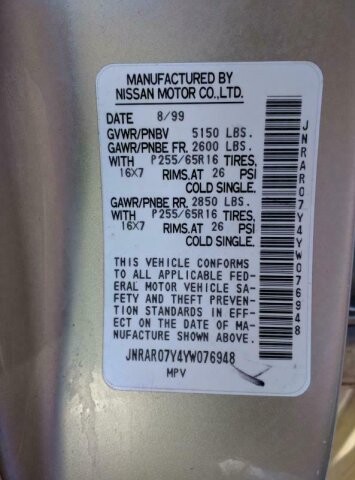 MANUFACTURED BY
NISSAN MOTOR CO.,LTD.
DATE 8/99
GVWR/PNBV 5150 LBS.
GAWR/PNBE FR. 2600 LBS.
WITH P255/65R16 TIRES,
16X7 RIMS.AT 26 PSI
COLD SINGLE.
GAWR/PNBE RR. 2850 LBS.
WITH P255/65R16 TIRES,
16X7 RIMS.AT 26 PSI
COLD SINGLE.
THIS VEHICLE CONFORMS
TO ALL APPLICABLE FED-
ERAL MOTOR VEHICLE SA-
FETY AND THEFT PREVEN-
TION STANDARDS IN EFF-
ECT ON THE DATE OF MA-
NUFACTURE SHOWN ABOVE.
JNRAR07Y4YW076948
MPV
JNRAR07Y4YW076948